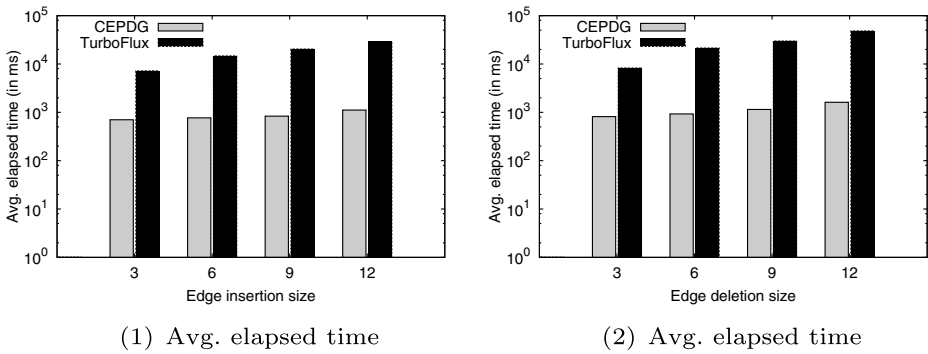 CEPDG
TurboFlux
Avg. elapsed time (in ms)
10^5
10^4
10^3
10^2
10^1
10^0
3 6 9 12
Edge insertion size
(1) Avg. elapsed time
CEPDG
TurboFlux
Avg. elapsed time (in ms)
10^5
10^4
10^3
10^2
10^1
10^0
3 6 9 12
Edge deletion size
(2) Avg. elapsed time